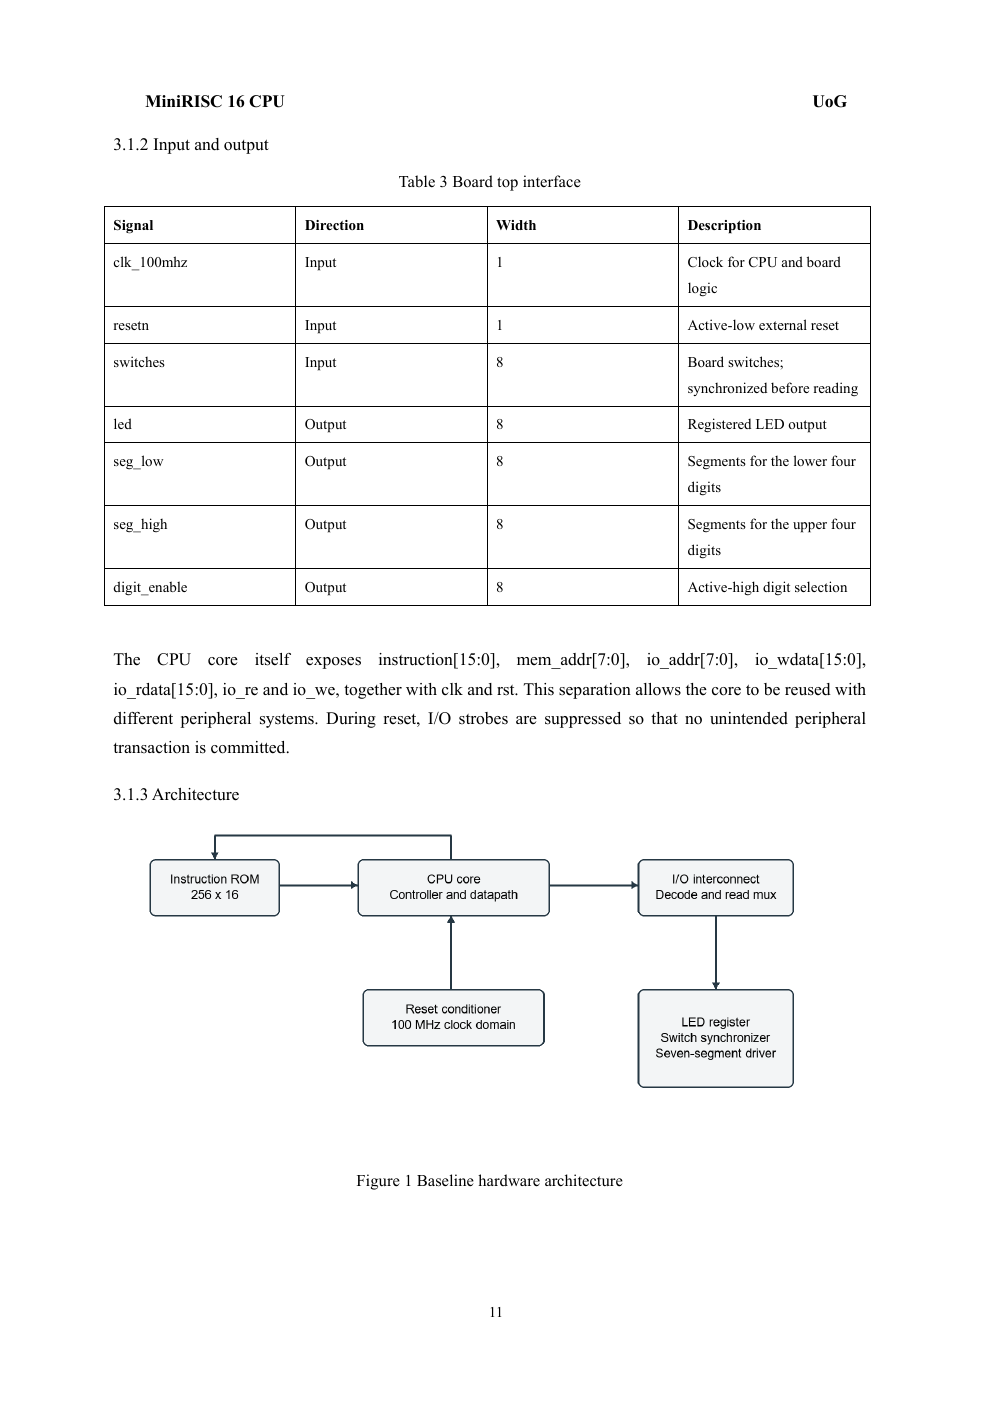 MiniRISC 16 CPU UoG
3.1.2 Input and output
Table 3 Board top interface
Signal Direction Width Description
clk_100mhz Input 1 Clock for CPU and board
logic
resetn Input 1 Active-low external reset
switches Input 8 Board switches;
synchronized before reading
led Output 8 Registered LED output
seg_low Output 8 Segments for the lower four
digits
seg_high Output 8 Segments for the upper four
digits
digit_enable Output 8 Active-high digit selection
The CPU core itself exposes instruction[15:0], mem_addr[7:0], io_addr[7:0], io_wdata[15:0],
io_rdata[15:0], io_re and io_we, together with clk and rst. This separation allows the core to be reused with
different peripheral systems. During reset, I/O strobes are suppressed so that no unintended peripheral
transaction is committed.
3.1.3 Architecture
Instruction ROM
256 x 16
CPU core
Controller and datapath
I/O interconnect
Decode and read mux
Reset conditioner
100 MHz clock domain
LED register
Switch synchronizer
Seven-segment driver
Figure 1 Baseline hardware architecture
11